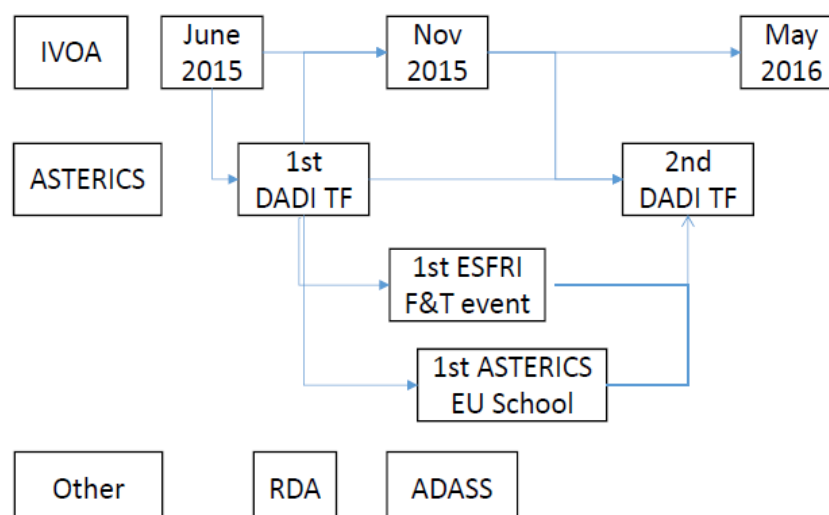 IVOA
June
2015
Nov
2015
May
2016
ASTERICS
1st
DADI TF
2nd
DADI TF
1st ESFRI
F&T event
1st ASTERICS
EU School
Other
RDA
ADASS